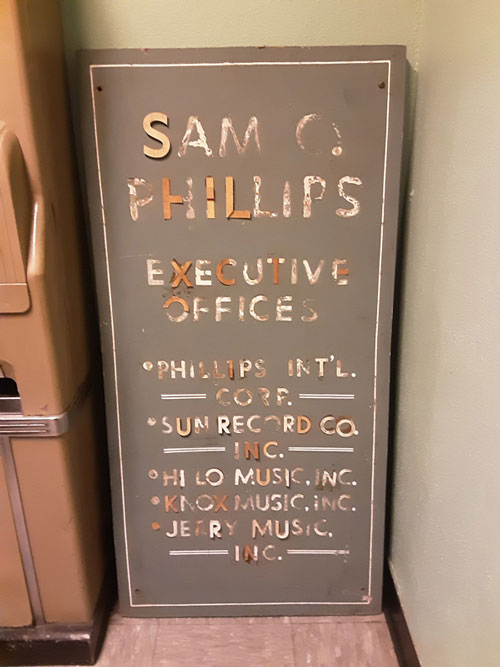 SAM C.
PHILLIPS
EXECUTIVE
OFFICES
• PHILLIPS INT'L.
CORP.
• SUN RECORD CO.
INC.
• HI LO MUSIC, INC.
• KNOX MUSIC, INC.
• JERRY MUSIC,
INC.